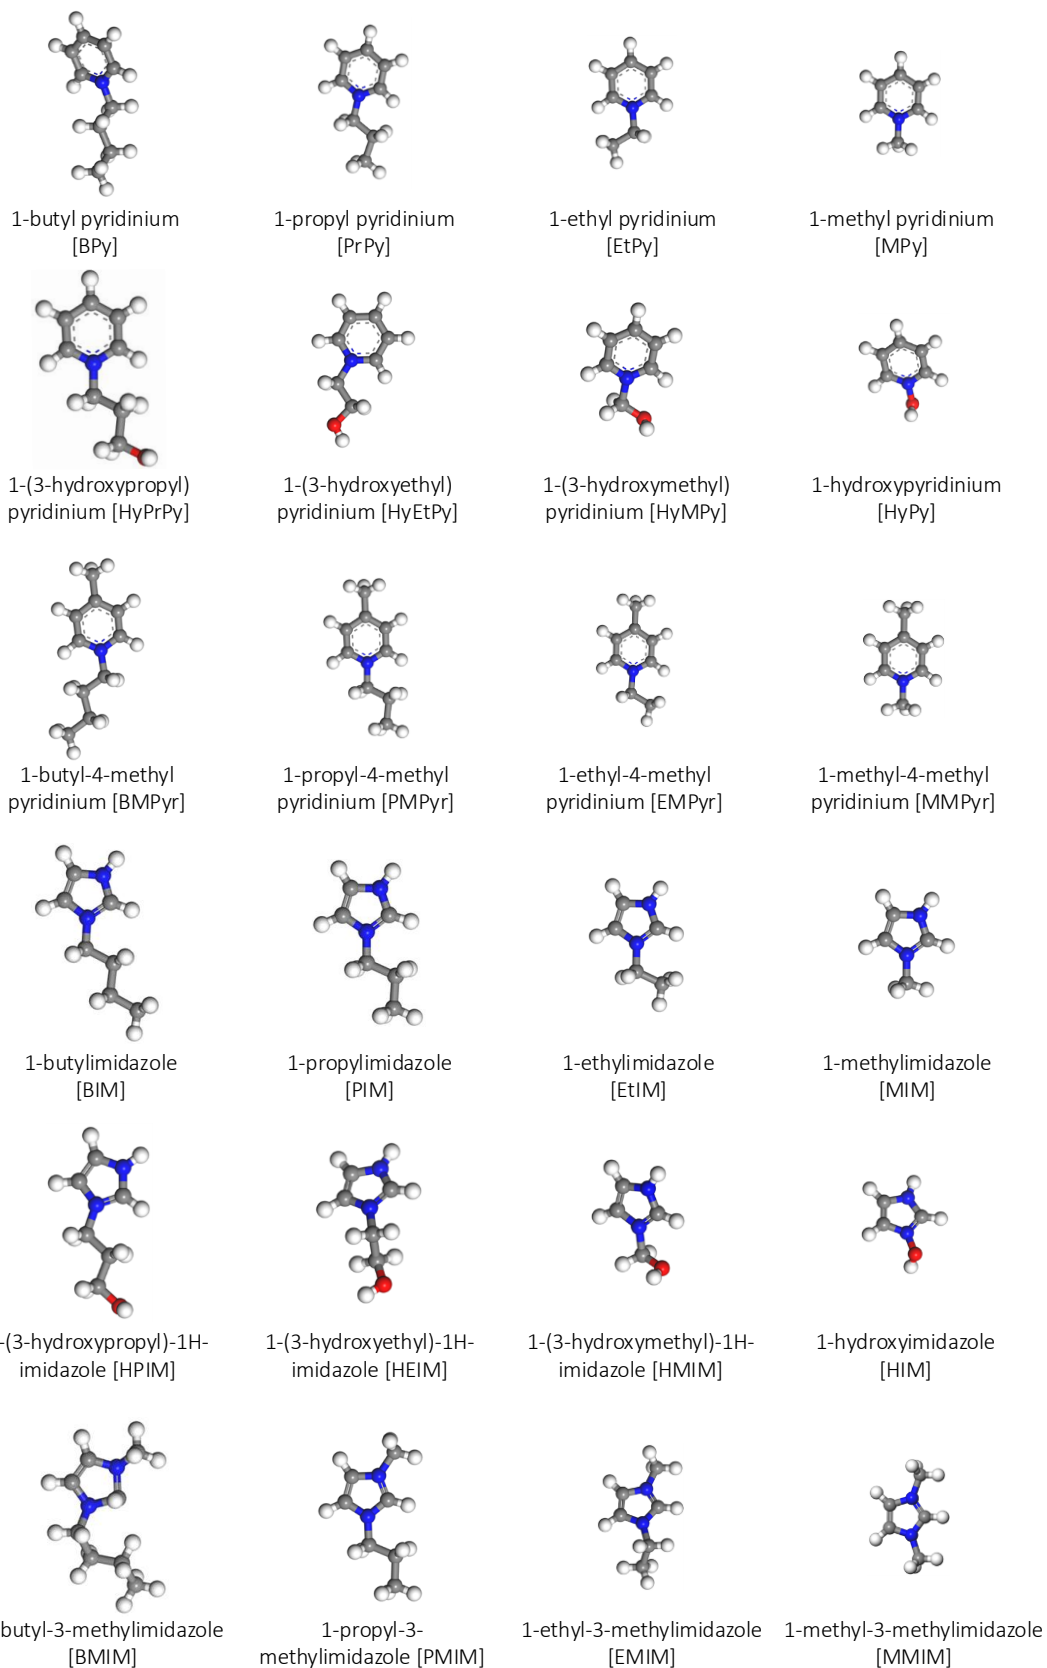 1-butyl pyridinium
[BPy]
1-propyl pyridinium
[PrPy]
1-ethyl pyridinium
[EtPy]
1-methyl pyridinium
[MPy]
1-(3-hydroxypropyl)
pyridinium [HyPrPy]
1-(3-hydroxyethyl)
pyridinium [HyEtPy]
1-(3-hydroxymethyl)
pyridinium [HyMPy]
1-hydroxypyridinium
[HyPy]
1-butyl-4-methyl
pyridinium [BMPyr]
1-propyl-4-methyl
pyridinium [PMPyr]
1-ethyl-4-methyl
pyridinium [EMPyr]
1-methyl-4-methyl
pyridinium [MMPyr]
1-butylimidazole
[BIM]
1-propylimidazole
[PIM]
1-ethylimidazole
[EtIM]
1-methylimidazole
[MIM]
-(3-hydroxypropyl)-1H-
imidazole [HPIM]
1-(3-hydroxyethyl)-1H-
imidazole [HEIM]
1-(3-hydroxymethyl)-1H-
imidazole [HMIM]
1-hydroxyimidazole
[HIM]
butyl-3-methylimidazole
[BMIM]
1-propyl-3-
methylimidazole [PMIM]
1-ethyl-3-methylimidazole
[EMIM]
1-methyl-3-methylimidazole
[MMIM]